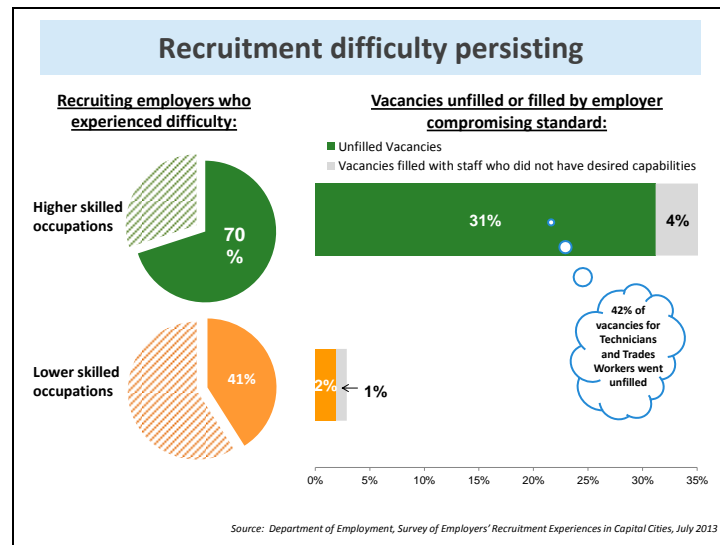 Recruitment difficulty persisting
Recruiting employers who
experienced difficulty:
Vacancies unfilled or filled by employer
compromising standard:
Unfilled Vacancies
Vacancies filled with staff who did not have desired capabilities
Higher skilled
occupations
70
%
31%
4%
42% of
vacancies for
Technicians
and Trades
Workers went
unfilled
Lower skilled
occupations
41%
2%
1%
0% 5% 10% 15% 20% 25% 30% 35%
Source: Department of Employment, Survey of Employers' Recruitment Experiences in Capital Cities, July 2013